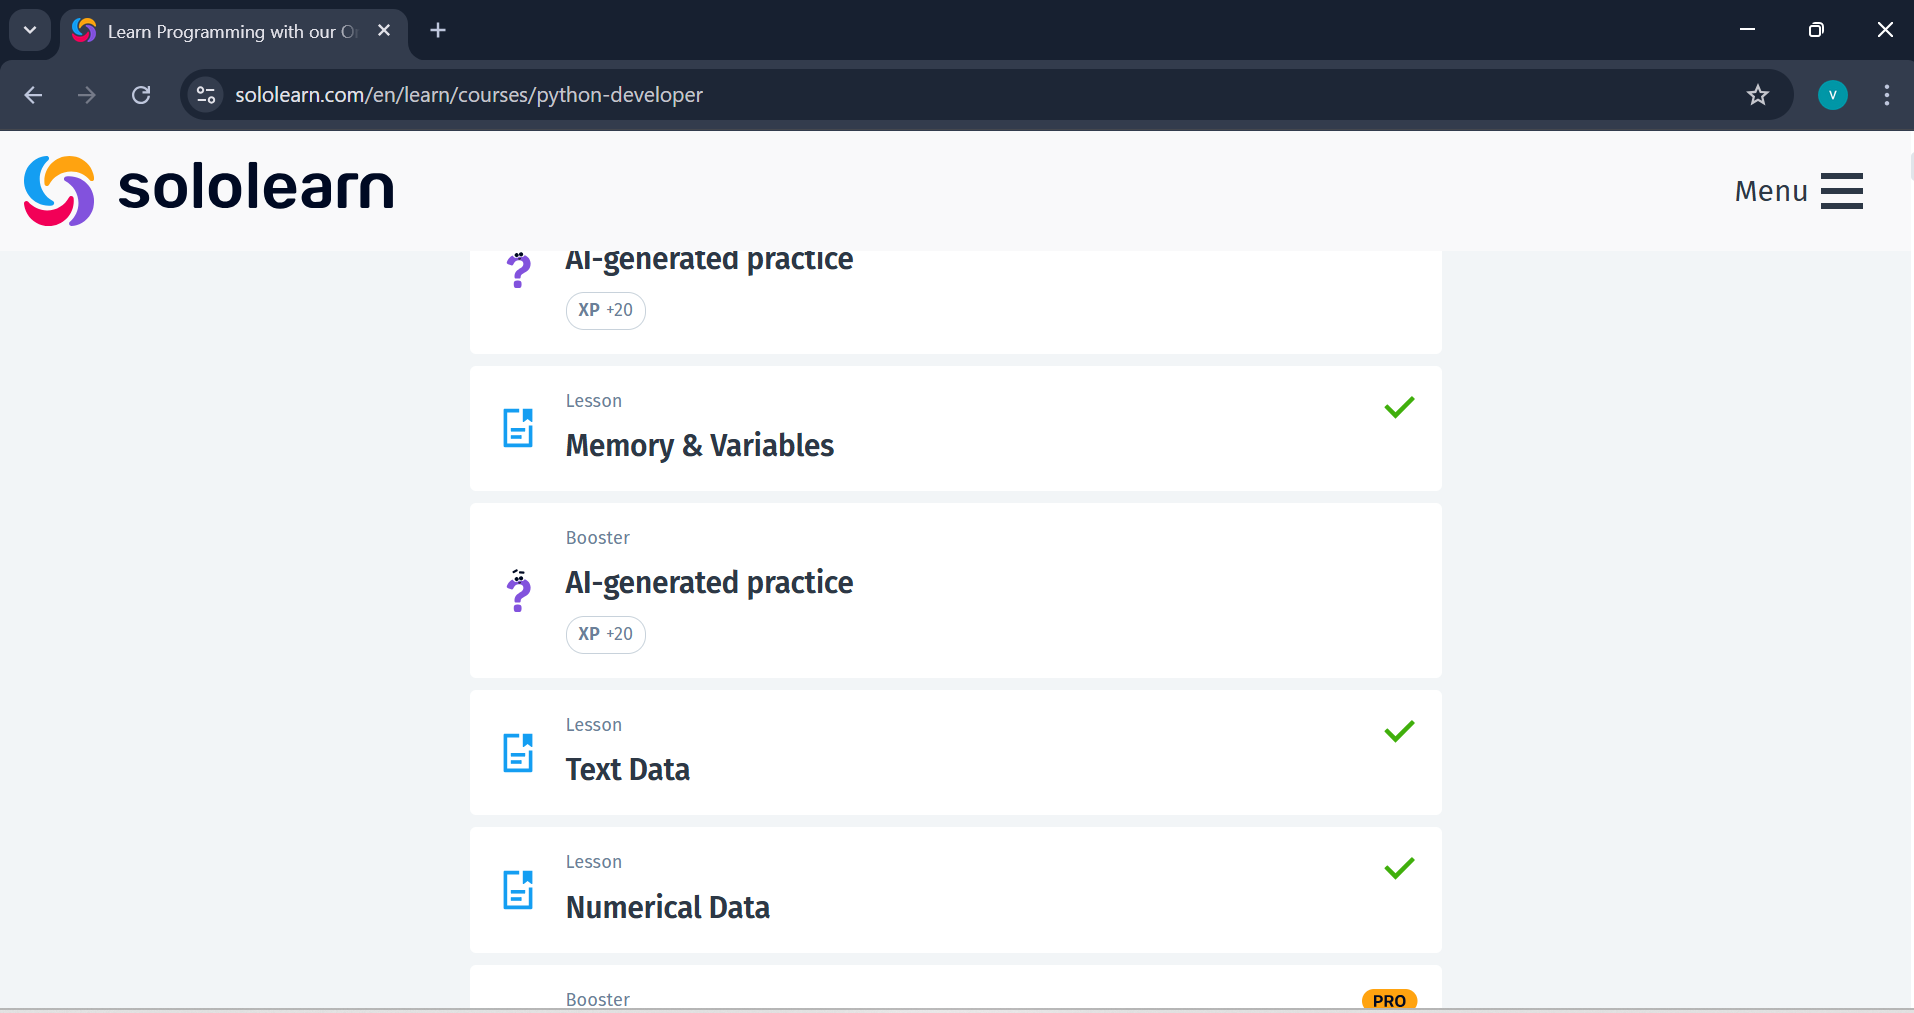 Learn Programming with our O
sololearn.com/en/learn/courses/python-developer
V
sololearn
Menu
AI-generated practice
XP +20
Lesson
Memory & Variables
Booster
AI-generated practice
XP +20
Lesson
Text Data
Lesson
Numerical Data
Booster
PRO